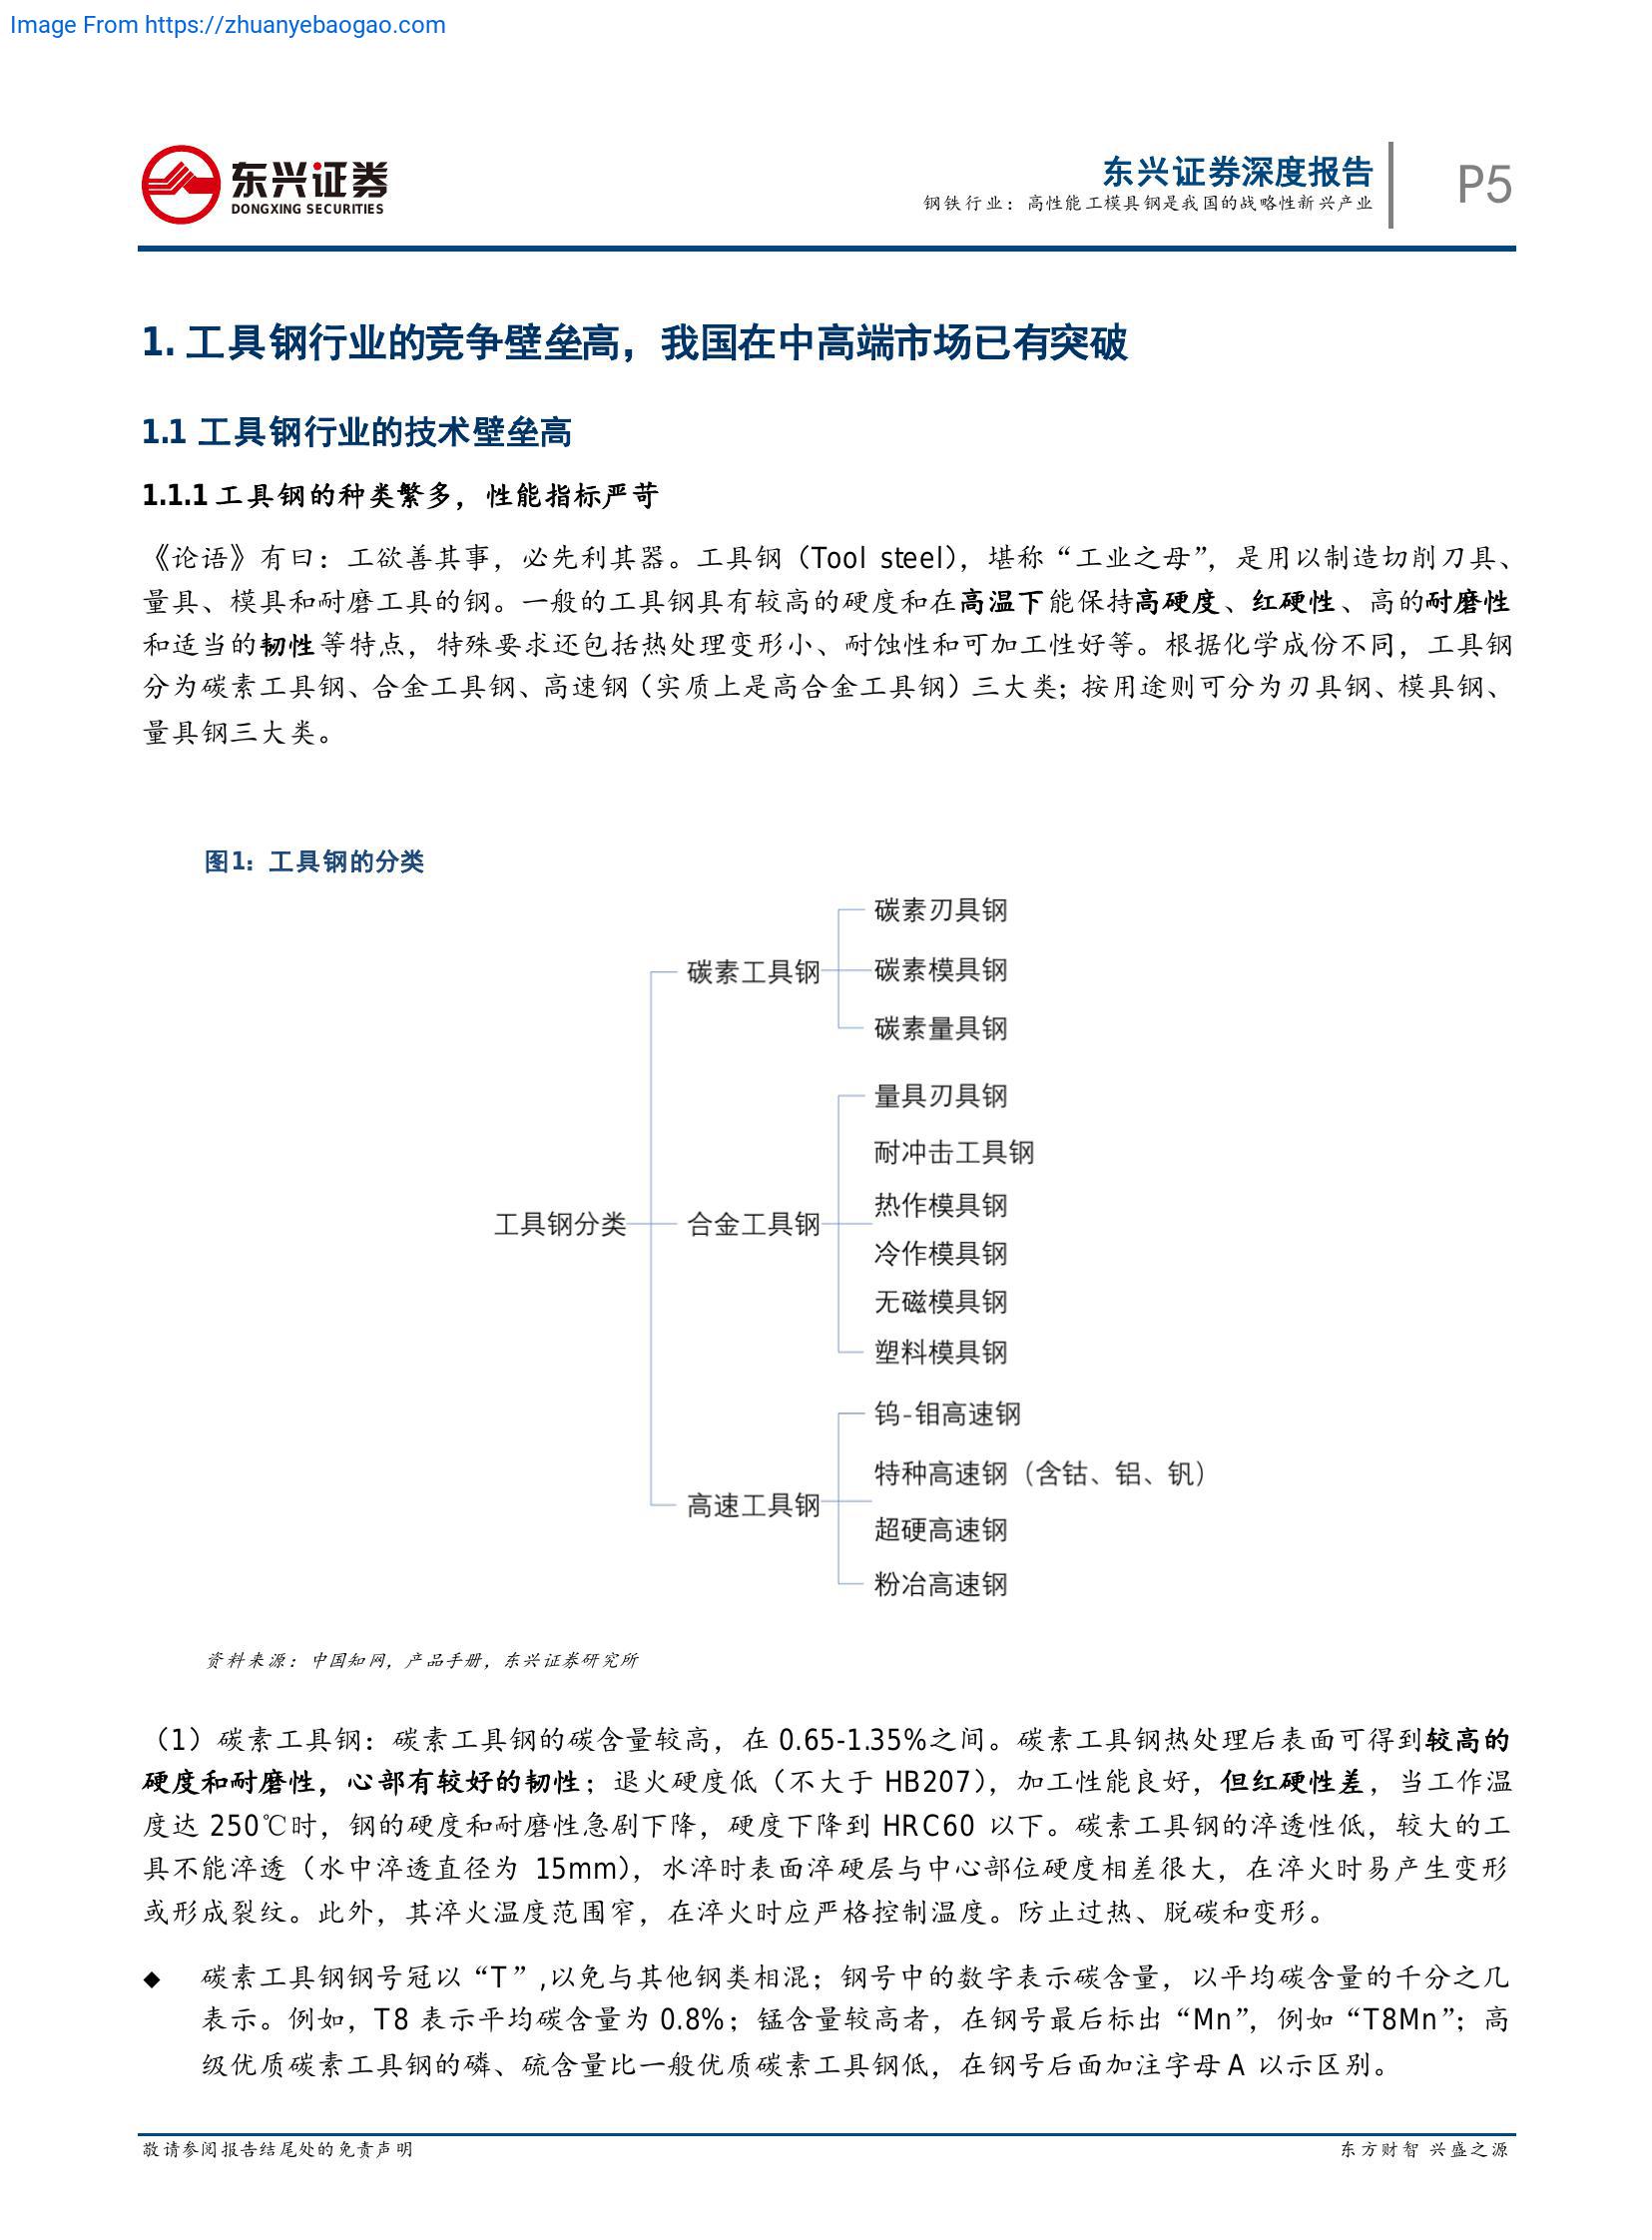 Image From https://zhuanyebaogao.com
东兴证券
DONGXING SECURITIES
东兴证券深度报告
钢铁行业：高性能工模具钢是我国的战略性新兴产业
P5
1. 工具钢行业的竞争壁垒高，我国在中高端市场已有突破
1.1 工具钢行业的技术壁垒高
1.1.1 工具钢的种类繁多，性能指标严苛
《论语》有曰：工欲善其事，必先利其器。工具钢（Tool steel），堪称“工业之母”，是用以制造切削刀具、
量具、模具和耐磨工具的钢。一般的工具钢具有较高的硬度和在高温下能保持高硬度、红硬性、高的耐磨性
和适当的韧性等特点，特殊要求还包括热处理变形小、耐蚀性和可加工性好等。根据化学成份不同，工具钢
分为碳素工具钢、合金工具钢、高速钢（实质上是高合金工具钢）三大类；按用途则可分为刃具钢、模具钢、
量具钢三大类。
图1：工具钢的分类
碳素刃具钢
碳素工具钢
碳素模具钢
碳素量具钢
量具刃具钢
耐冲击工具钢
热作模具钢
工具钢分类
合金工具钢
冷作模具钢
无磁模具钢
塑料模具钢
钨-钼高速钢
特种高速钢（含钴、铝、钒）
高速工具钢
超硬高速钢
粉冶高速钢
资料来源：中国知网，产品手册，东兴证券研究所
（1）碳素工具钢：碳素工具钢的碳含量较高，在 0.65-1.35%之间。碳素工具钢热处理后表面可得到较高的
硬度和耐磨性，心部有较好的韧性；退火硬度低（不大于 HB207），加工性能良好，但红硬性差，当工作温
度达 250℃时，钢的硬度和耐磨性急剧下降，硬度下降到 HRC60 以下。碳素工具钢的淬透性低，较大的工
具不能淬透（水中淬透直径为 15mm），水淬时表面淬硬层与中心部位硬度相差很大，在淬火时易产生变形
或形成裂纹。此外，其淬火温度范围窄，在淬火时应严格控制温度。防止过热、脱碳和变形。
◆ 碳素工具钢钢号冠以“T”,以免与其他钢类相混；钢号中的数字表示碳含量，以平均碳含量的千分之几
表示。例如，T8 表示平均碳含量为 0.8%；锰含量较高者，在钢号最后标出“Mn”，例如“T8Mn”；高
级优质碳素工具钢的磷、硫含量比一般优质碳素工具钢低，在钢号后面加注字母 A 以示区别。
敬请参阅报告结尾处的免责声明
东方财智 兴盛之源